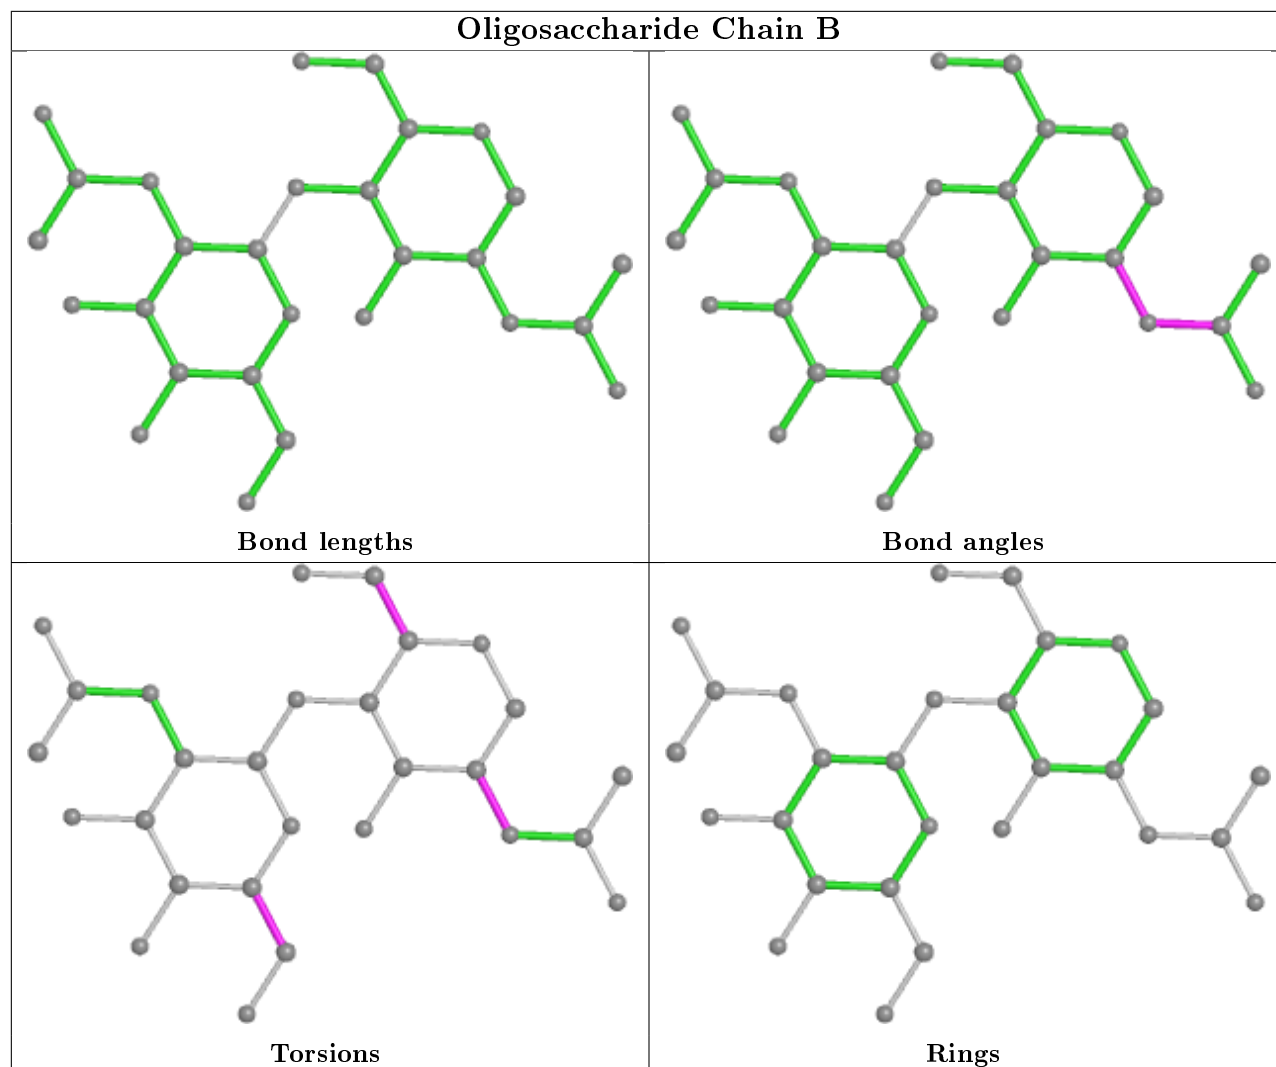 Oligosaccharide Chain B
Bond lengths
Bond angles
Torsions
Rings